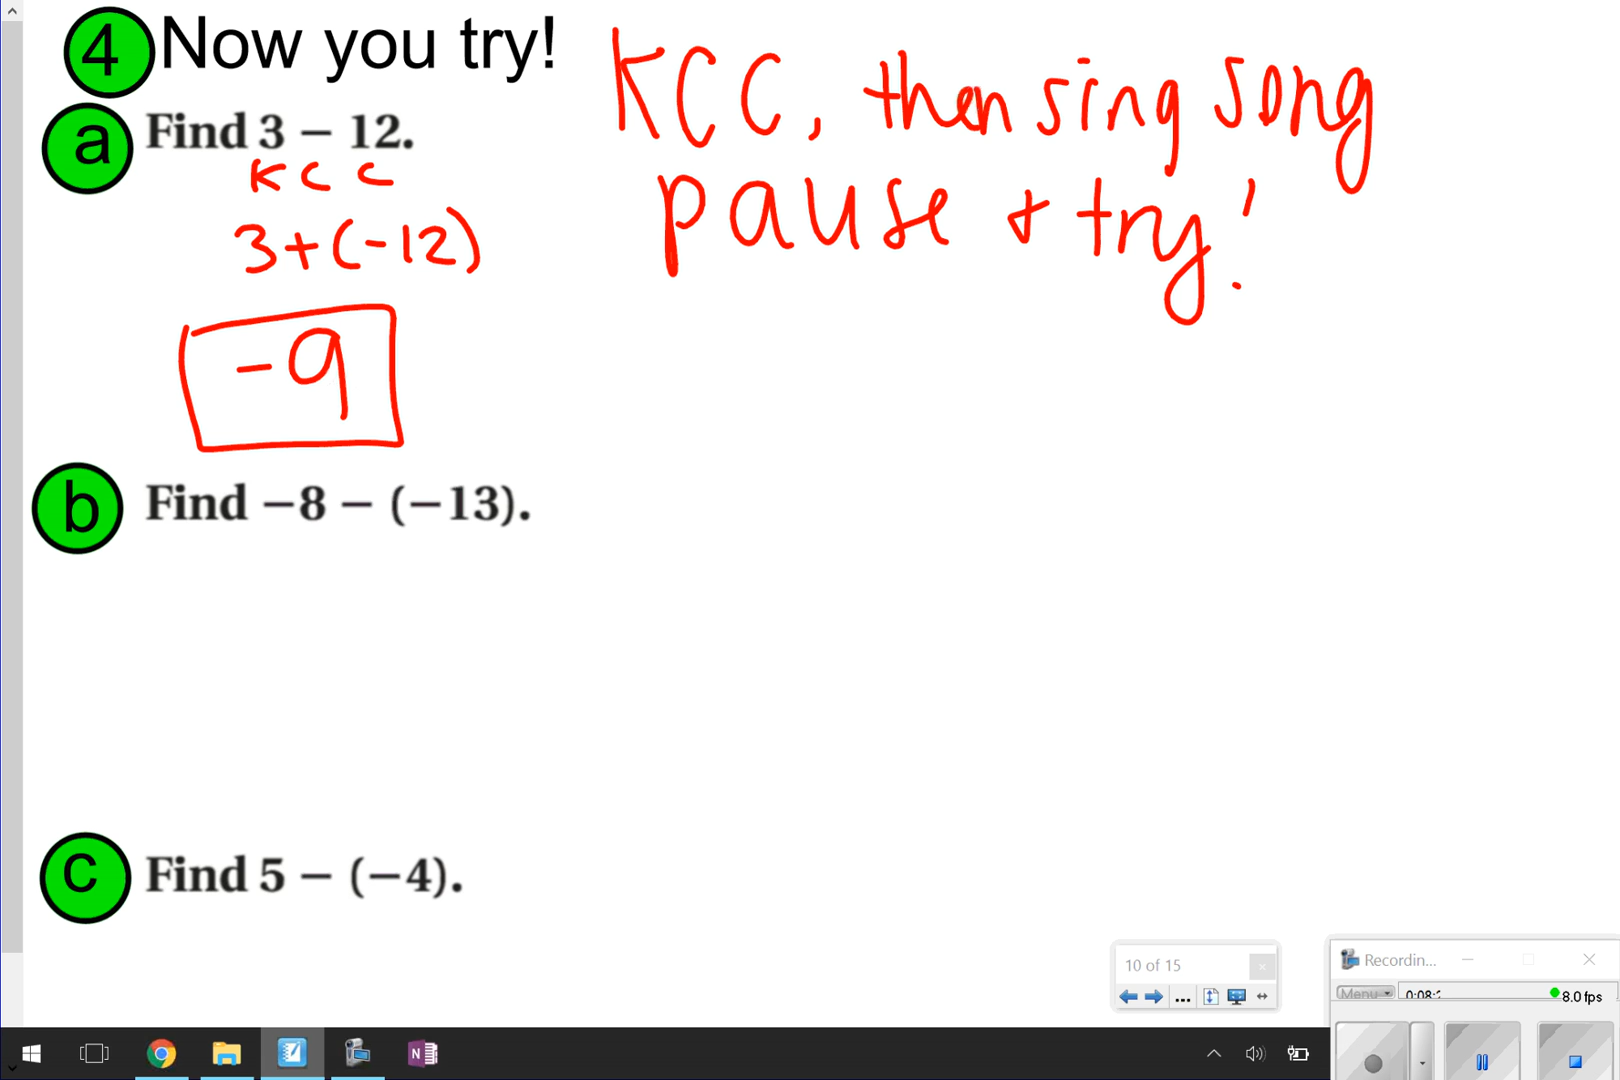 4 Now you try!
KCC, then sing song
pause + try!
a Find 3 – 12.
K C C
3+(-12)
-9
b Find –8 – (–13).
c Find 5 – (–4).
10 of 15
...
Recordin...
Menu
8.0 fps
N